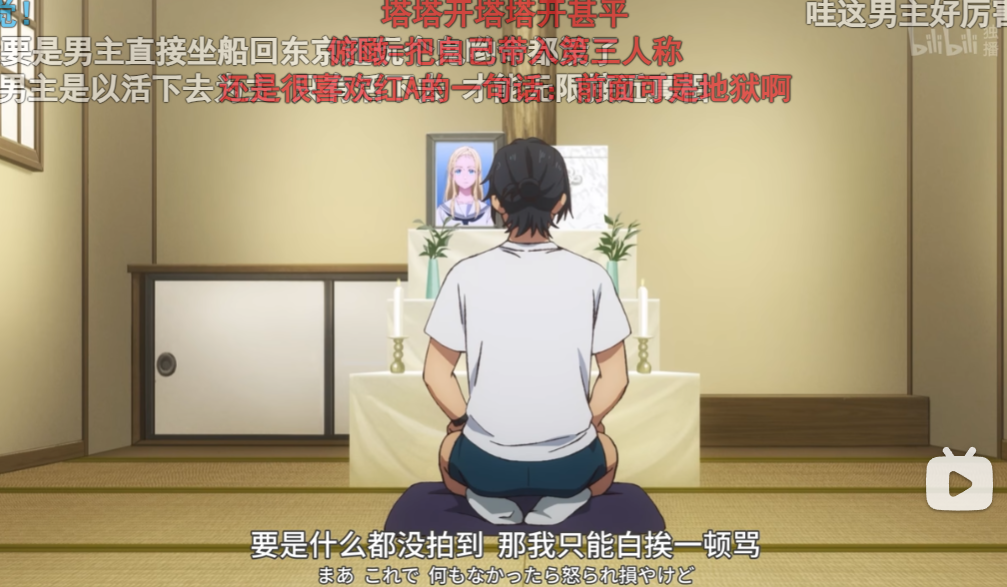 觉!
塔塔开塔塔开甚平
哇这男主好厉害
bilibili
独播
要是男主直接坐船回东京
俯瞰-把自己带入第三人称
男主是以活下去为
还是很喜欢红A的一句话，前面可是地狱啊
要是什么都没拍到 那我只能白挨一顿骂
まあ これで 何もなかったら怒られ損やけど